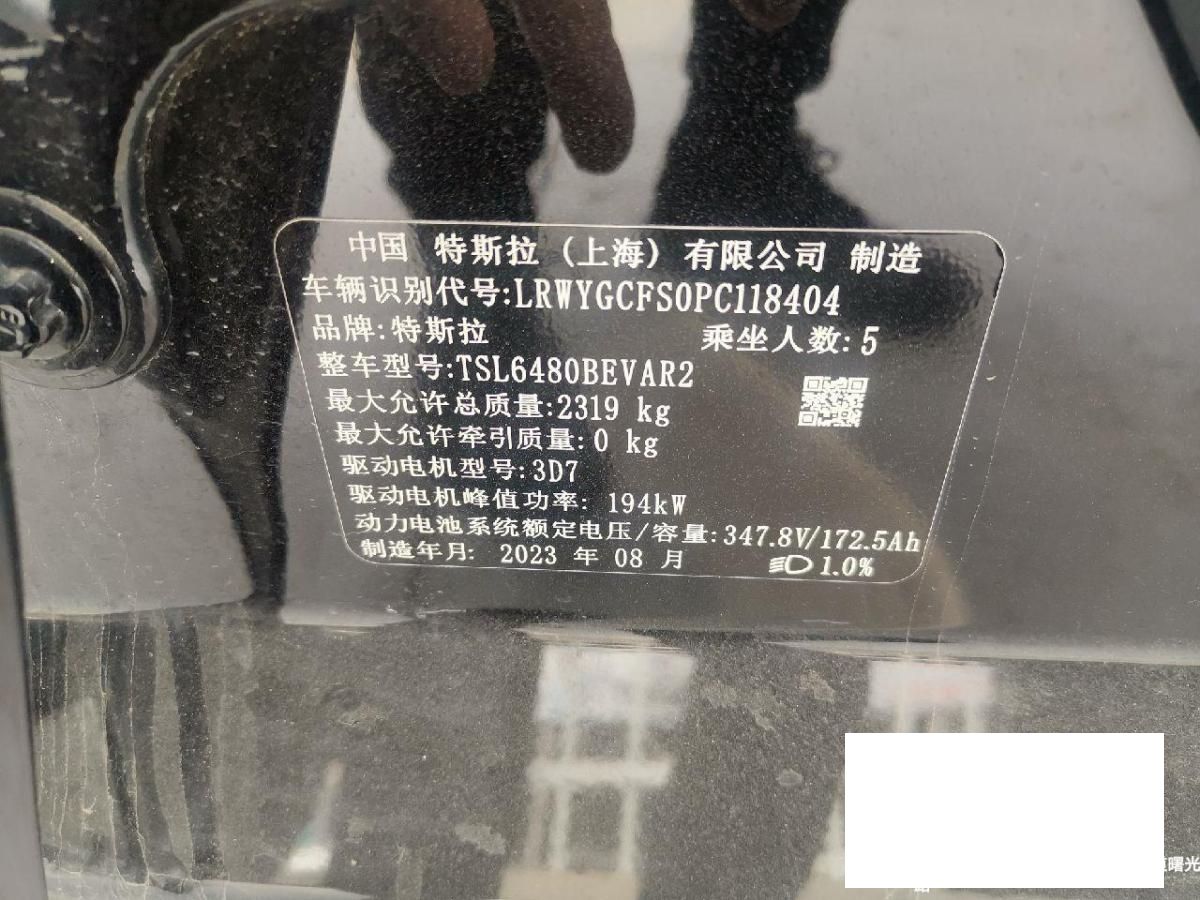 中国 特斯拉 (上海) 有限公司 制造
车辆识别代号:LRWYGCFS0PC118404
品牌:特斯拉 乘坐人数:5
整车型号:TSL6480BEVAR2
最大允许总质量:2319 kg
最大允许牵引质量:0 kg
驱动电机型号:3D7
驱动电机峰值功率: 194kW
动力电池系统额定电压/容量:347.8V/172.5Ah
制造年月: 2023 年 08 月 1.0%
曙光